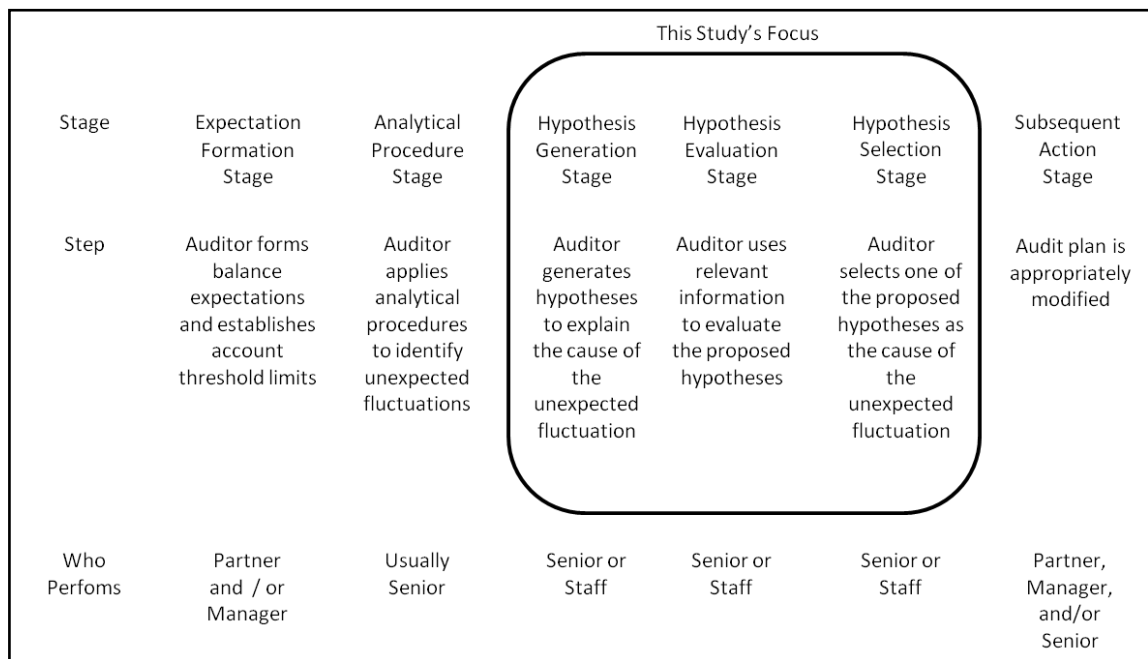 This Study's Focus
Stage
Expectation
Formation
Stage
Analytical
Procedure
Stage
Hypothesis
Generation
Stage
Hypothesis
Evaluation
Stage
Hypothesis
Selection
Stage
Subsequent
Action
Stage
Step
Auditor forms
balance
expectations
and establishes
account
threshold limits
Auditor
applies
analytical
procedures
to identify
unexpected
fluctuations
Auditor
generates
hypotheses
to explain
the cause of
the
unexpected
fluctuation
Auditor uses
relevant
information
to evaluate
the proposed
hypotheses
Auditor
selects one of
the proposed
hypotheses as
the cause of
the
unexpected
fluctuation
Audit plan is
appropriately
modified
Who
Perfoms
Partner
and / or
Manager
Usually
Senior
Senior or
Staff
Senior or
Staff
Senior or
Staff
Partner,
Manager,
and/or
Senior